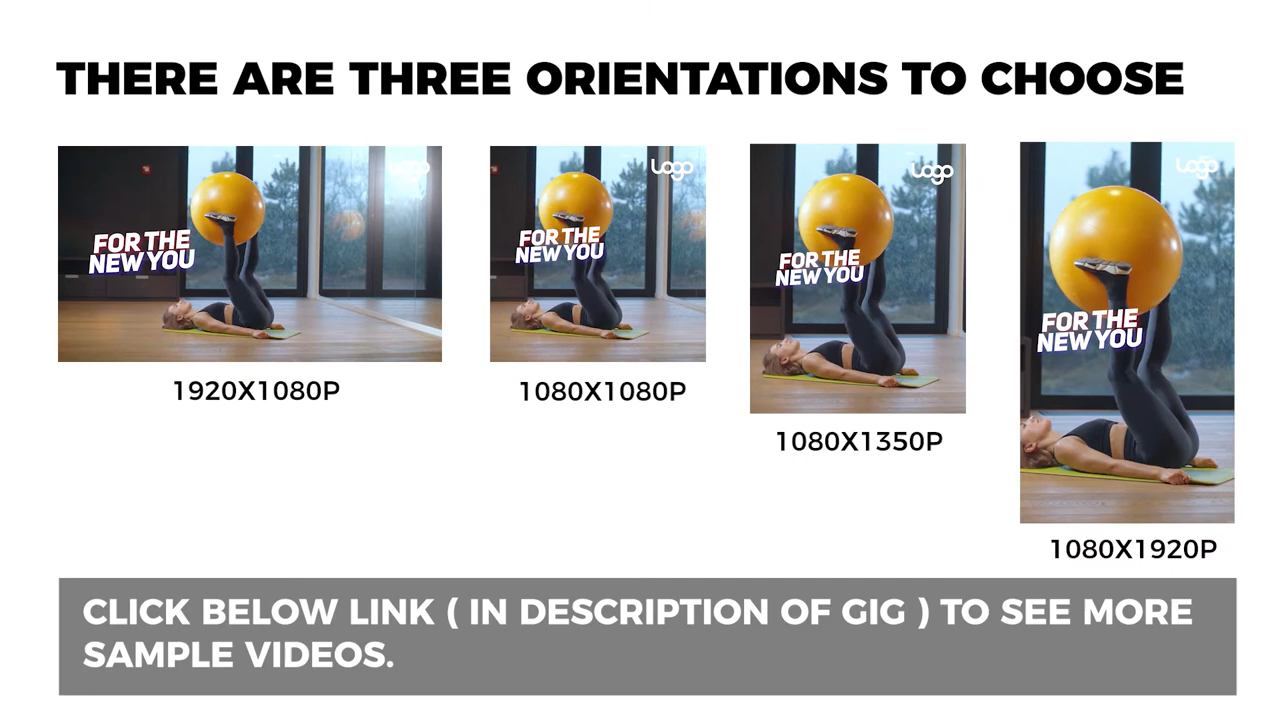 THERE ARE THREE ORIENTATIONS TO CHOOSE
Logo
FOR THE
NEW YOU
1920X1080P
Logo
FOR THE
NEW YOU
1080X1080P
Logo
FOR THE
NEW YOU
1080X1350P
Logo
FOR THE
NEW YOU
1080X1920P
CLICK BELOW LINK ( IN DESCRIPTION OF GIG ) TO SEE MORE
SAMPLE VIDEOS.